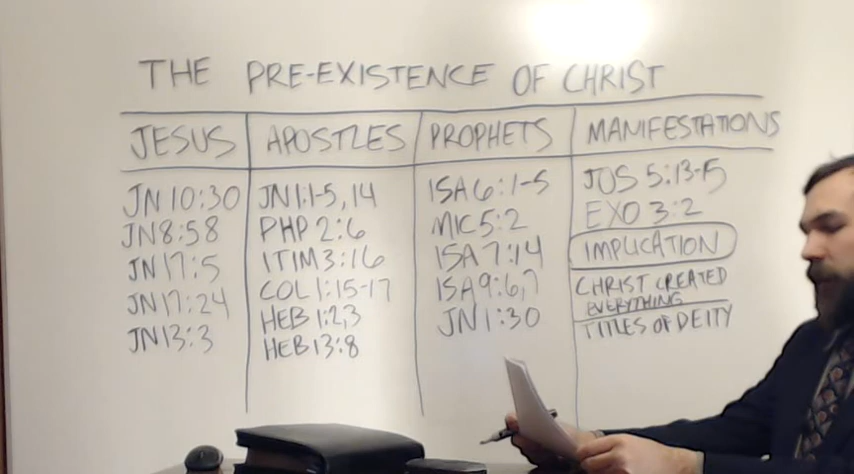 THE PRE-EXISTENCE OF CHRIST
JESUS
JN 10:30
JN 8:58
JN 17:5
JN 17:24
JN 13:3
APOSTLES
JN 1:1-5, 14
PHP 2:6
1 TIM 3:16
COL 1:15-17
HEB 1:2,3
HEB 13:8
PROPHETS
ISA 6:1-5
MIC 5:2
ISA 7:14
ISA 9:6,7
JN 1:30
MANIFESTATIONS
JOS 5:13-15
EXO 3:2
IMPLICATION
CHRIST CREATED
EVERYTHING
TITLES OF DEITY